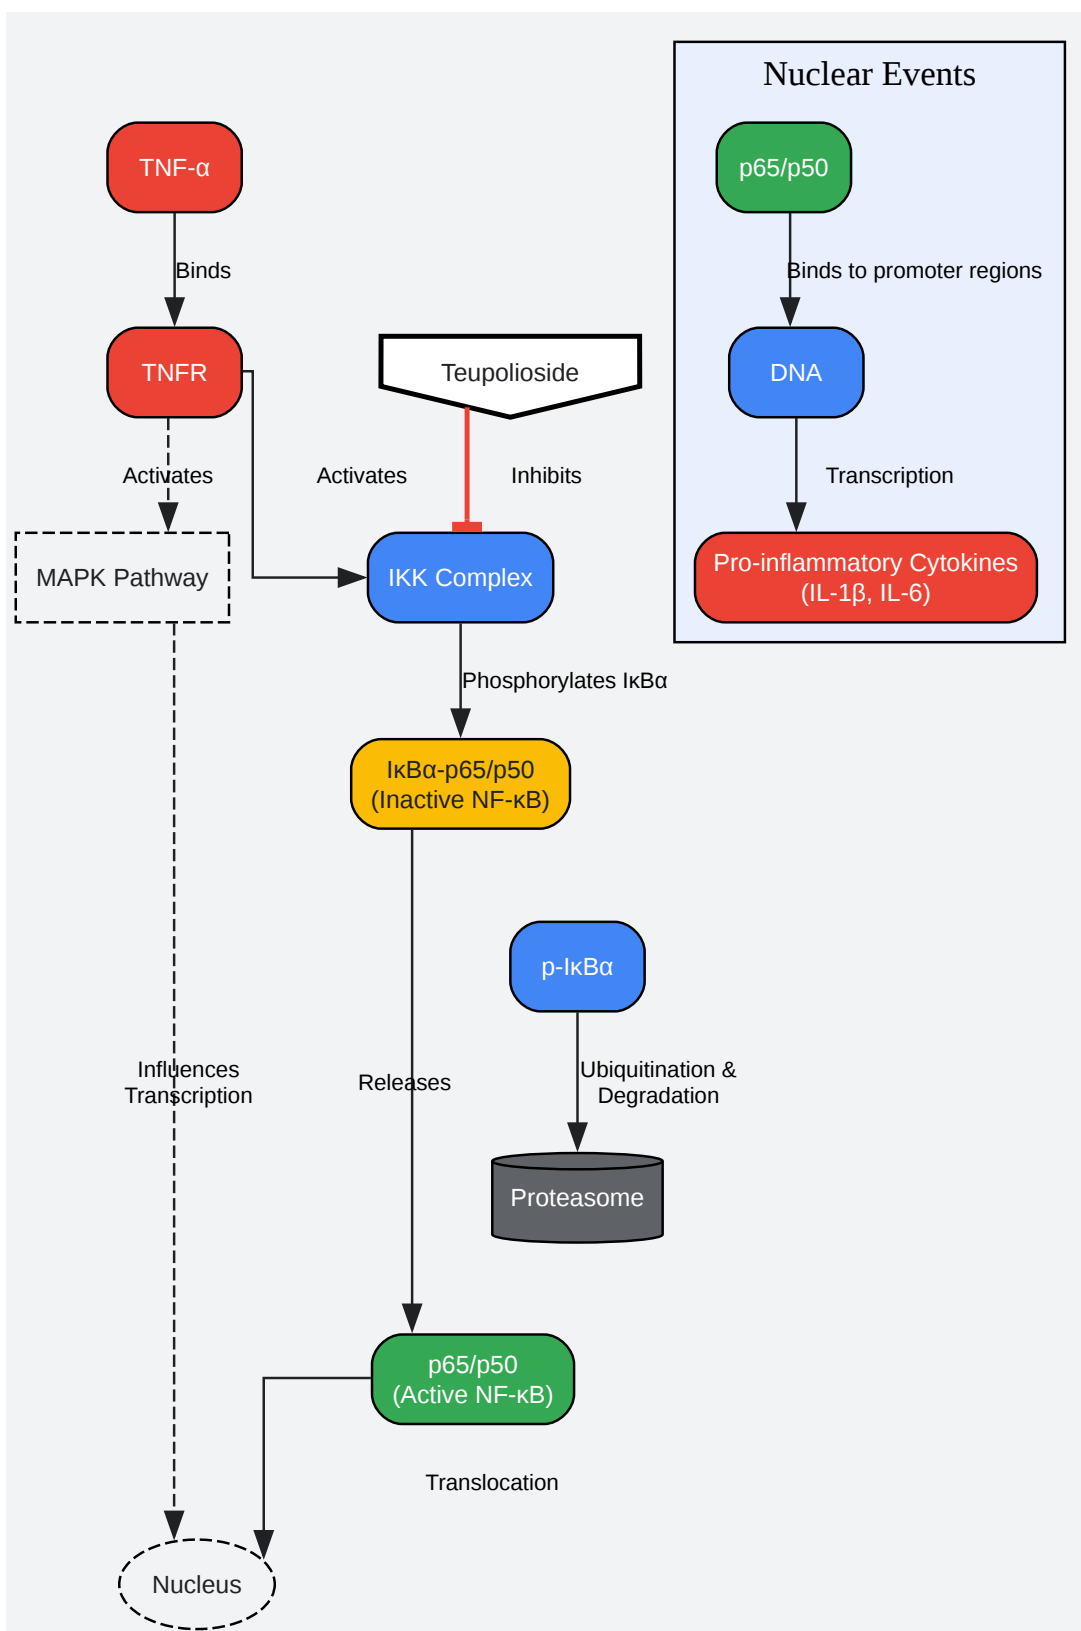 Nuclear Events
TNF-α
p65/p50
Binds
Binds to promoter regions
TNFR
Teupolioside
DNA
Activates
Activates
Inhibits
Transcription
MAPK Pathway
IKK Complex
Pro-inflammatory Cytokines
(IL-1β, IL-6)
Phosphorylates IκBα
IκBα-p65/p50
(Inactive NF-κB)
p-IκBα
Influences
Transcription
Releases
Ubiquitination &
Degradation
Proteasome
p65/p50
(Active NF-κB)
Translocation
Nucleus